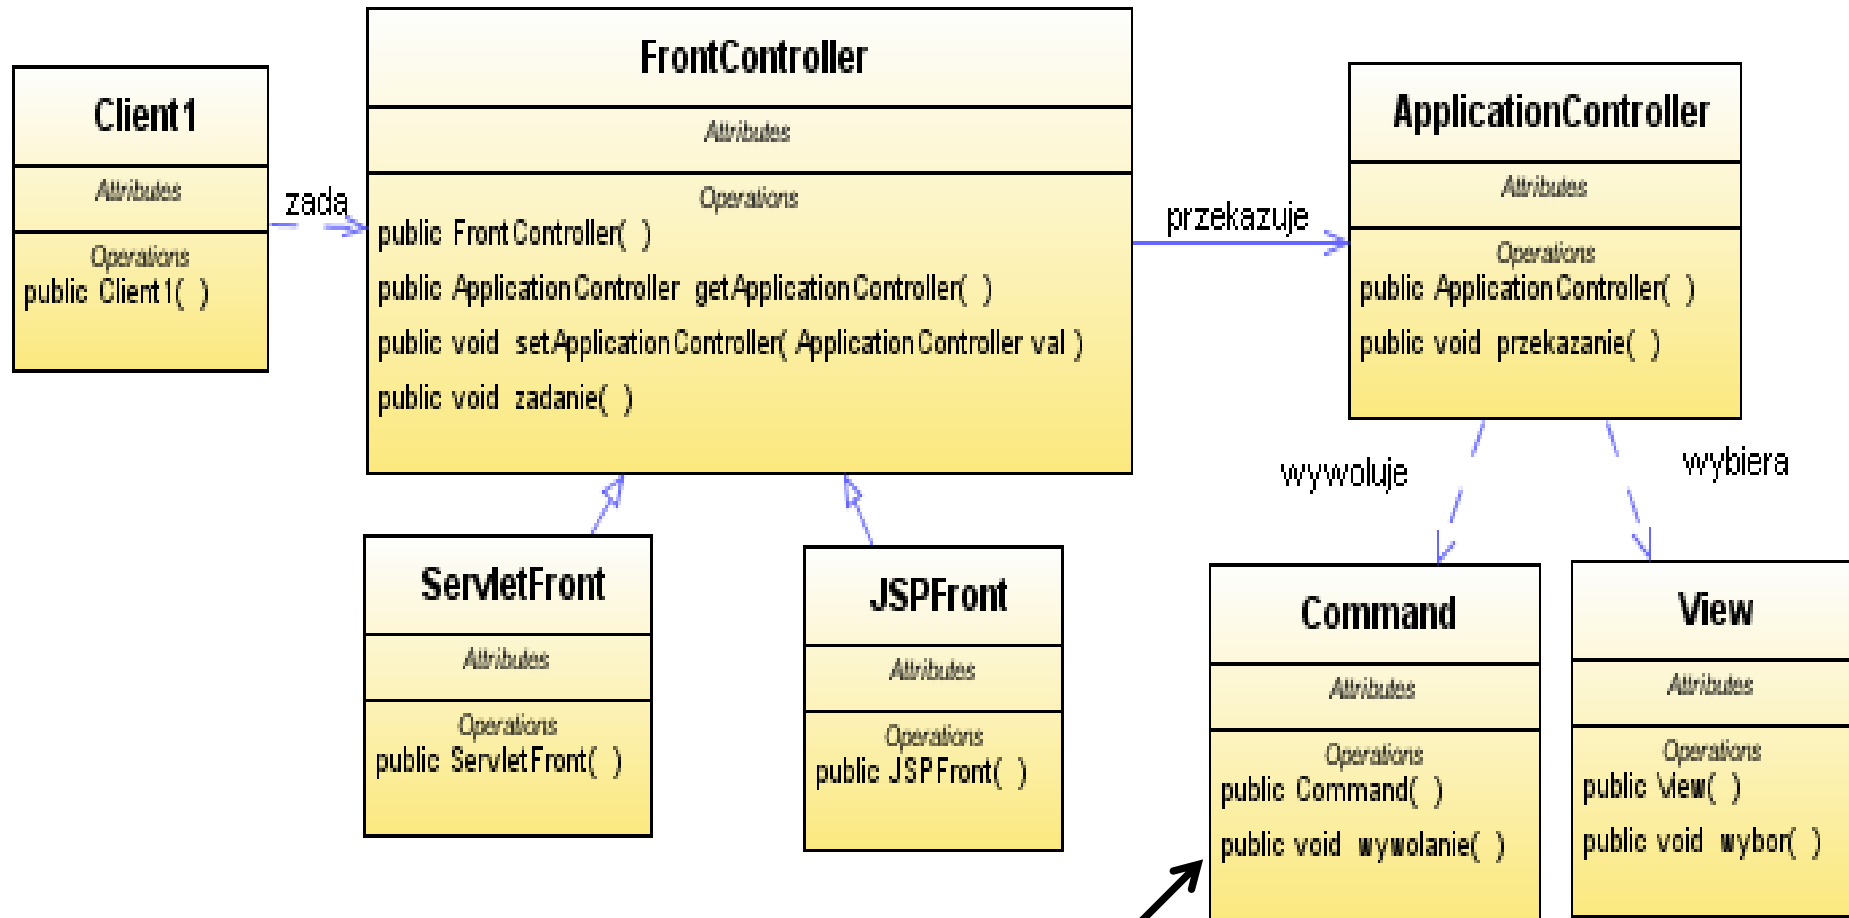 Client1
Attributes
Operations
public Client1( )
zada
FrontController
Attributes
Operations
public FrontController( )
public ApplicationController getApplicationController( )
public void setApplicationController( ApplicationController val )
public void zadanie( )
przekazuje
ApplicationController
Attributes
Operations
public ApplicationController( )
public void przekazanie( )
wywoluje
wybiera
ServletFront
Attributes
Operations
public ServletFront( )
JSPFront
Attributes
Operations
public JSPFront( )
Command
Attributes
Operations
public Command( )
public void wywolanie( )
View
Attributes
Operations
public View( )
public void wybor( )